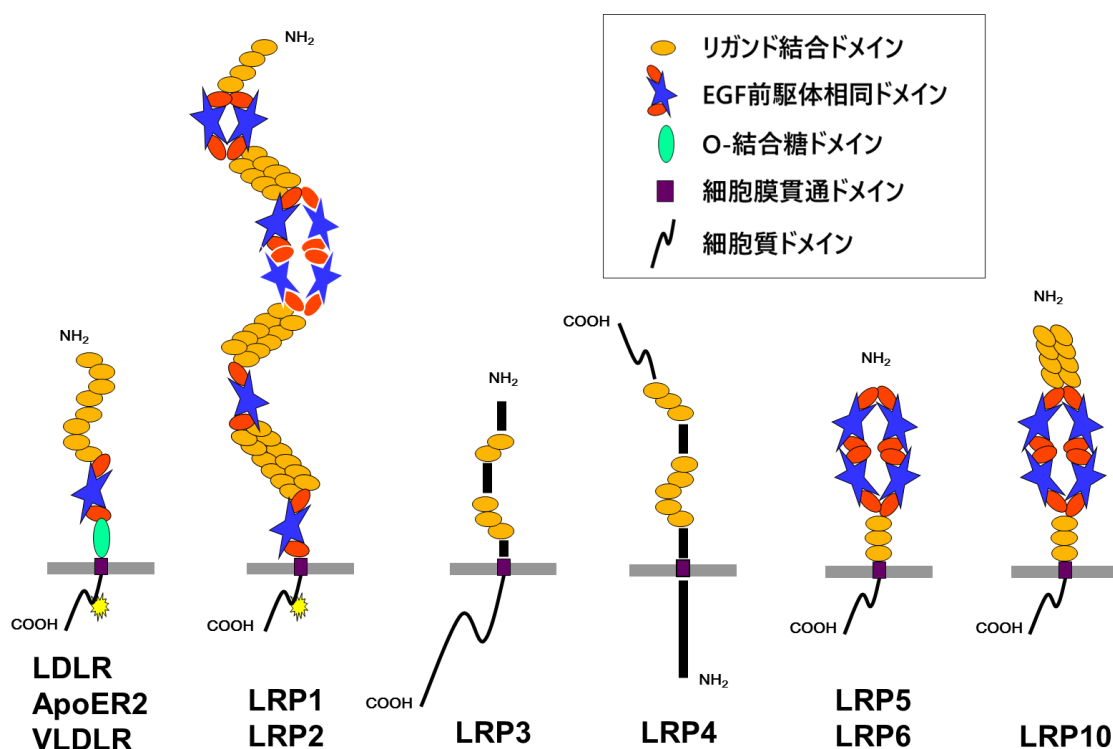 NH2
リガンド結合ドメイン
EGF前駆体相同ドメイン
O-結合糖ドメイン
細胞膜貫通ドメイン
細胞質ドメイン
NH2
COOH
NH2
NH2
NH2
NH2
COOH
COOH
COOH
COOH
COOH
NH2
LDLR
ApoER2
VLDLR
LRP1
LRP2
LRP3
LRP4
LRP5
LRP6
LRP10